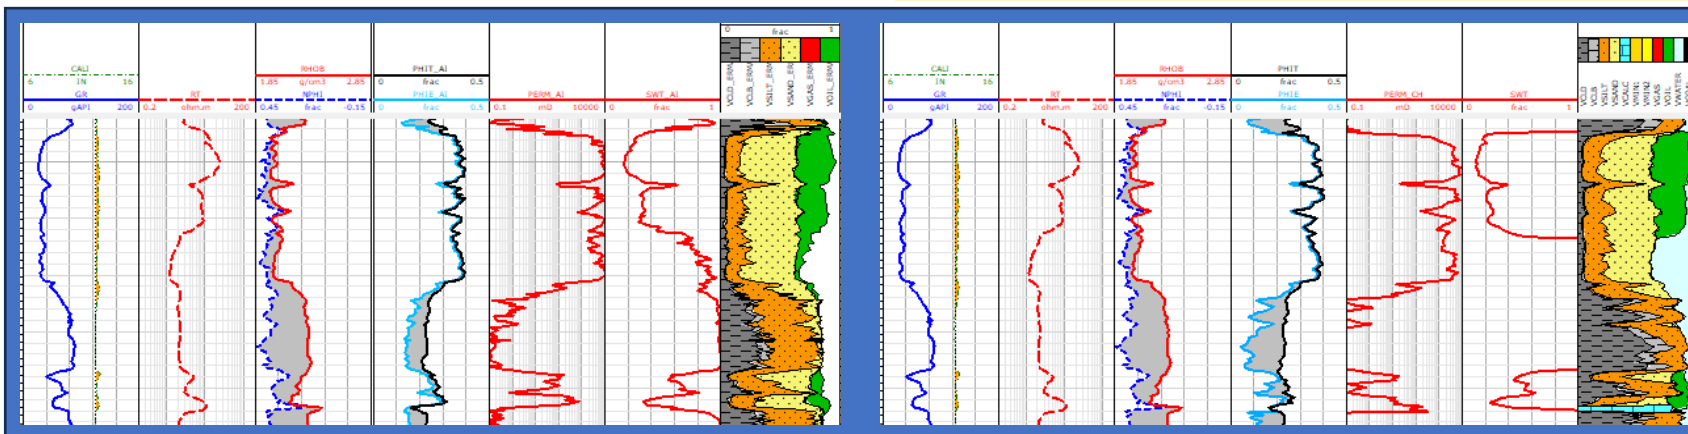 0 frac 1
CALI
6 IN 16
GR
0 gAPI 200
RT
0.2 ohm.m 200
RHOB
1.85 g/cm3 2.85
NPHI
0.45 frac -0.15
PHIT_AI
0 frac 0.5
PHIE_AI
0 frac 0.5
PERM_AI
0.1 mD 10000
SWT_AI
0 frac 1
VCLD_ERM
VCLB_ERM
VSILT_ERM
VSAND_ERM
VGAS_ERM
VOIL_ERM
CALI
6 IN 16
GR
0 gAPI 200
RT
0.2 ohm.m 200
RHOB
1.85 g/cm3 2.85
NPHI
0.45 frac -0.15
PHIT
0 frac 0.5
PHIE
0 frac 0.5
PERM_CH
0.1 mD 10000
SWT
0 frac 1
VCLD
VCLB
VSILT
VSAND
VCALC
VMIN1
VMIN2
VGAS
VOIL
VWATER